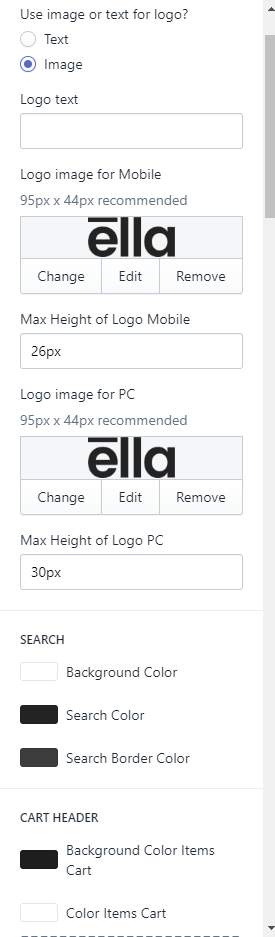 Use image or text for logo?
Text
Image
Logo text
Logo image for Mobile
95px x 44px recommended
ella
Change Edit Remove
Max Height of Logo Mobile
26px
Logo image for PC
95px x 44px recommended
ella
Change Edit Remove
Max Height of Logo PC
30px
SEARCH
Background Color
Search Color
Search Border Color
CART HEADER
Background Color Items
Cart
Color Items Cart